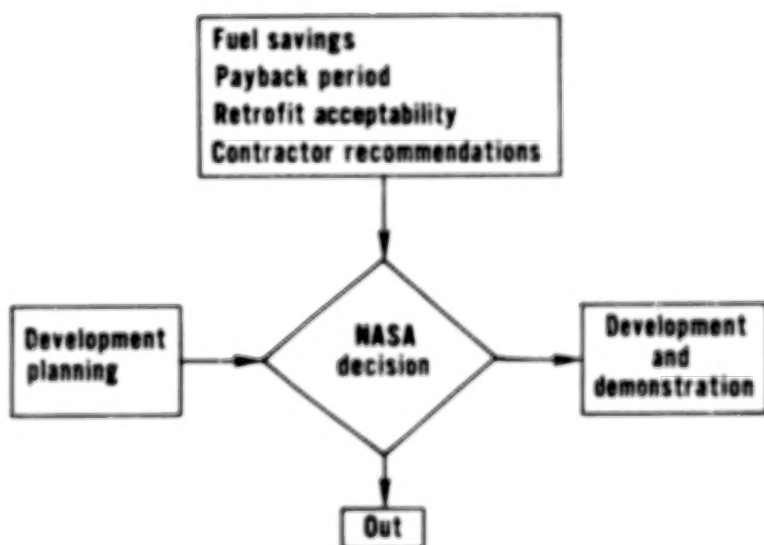 Fuel savings
Payback period
Retrofit acceptability
Contractor recommendations
Development
planning
NASA
decision
Development
and
demonstration
Out